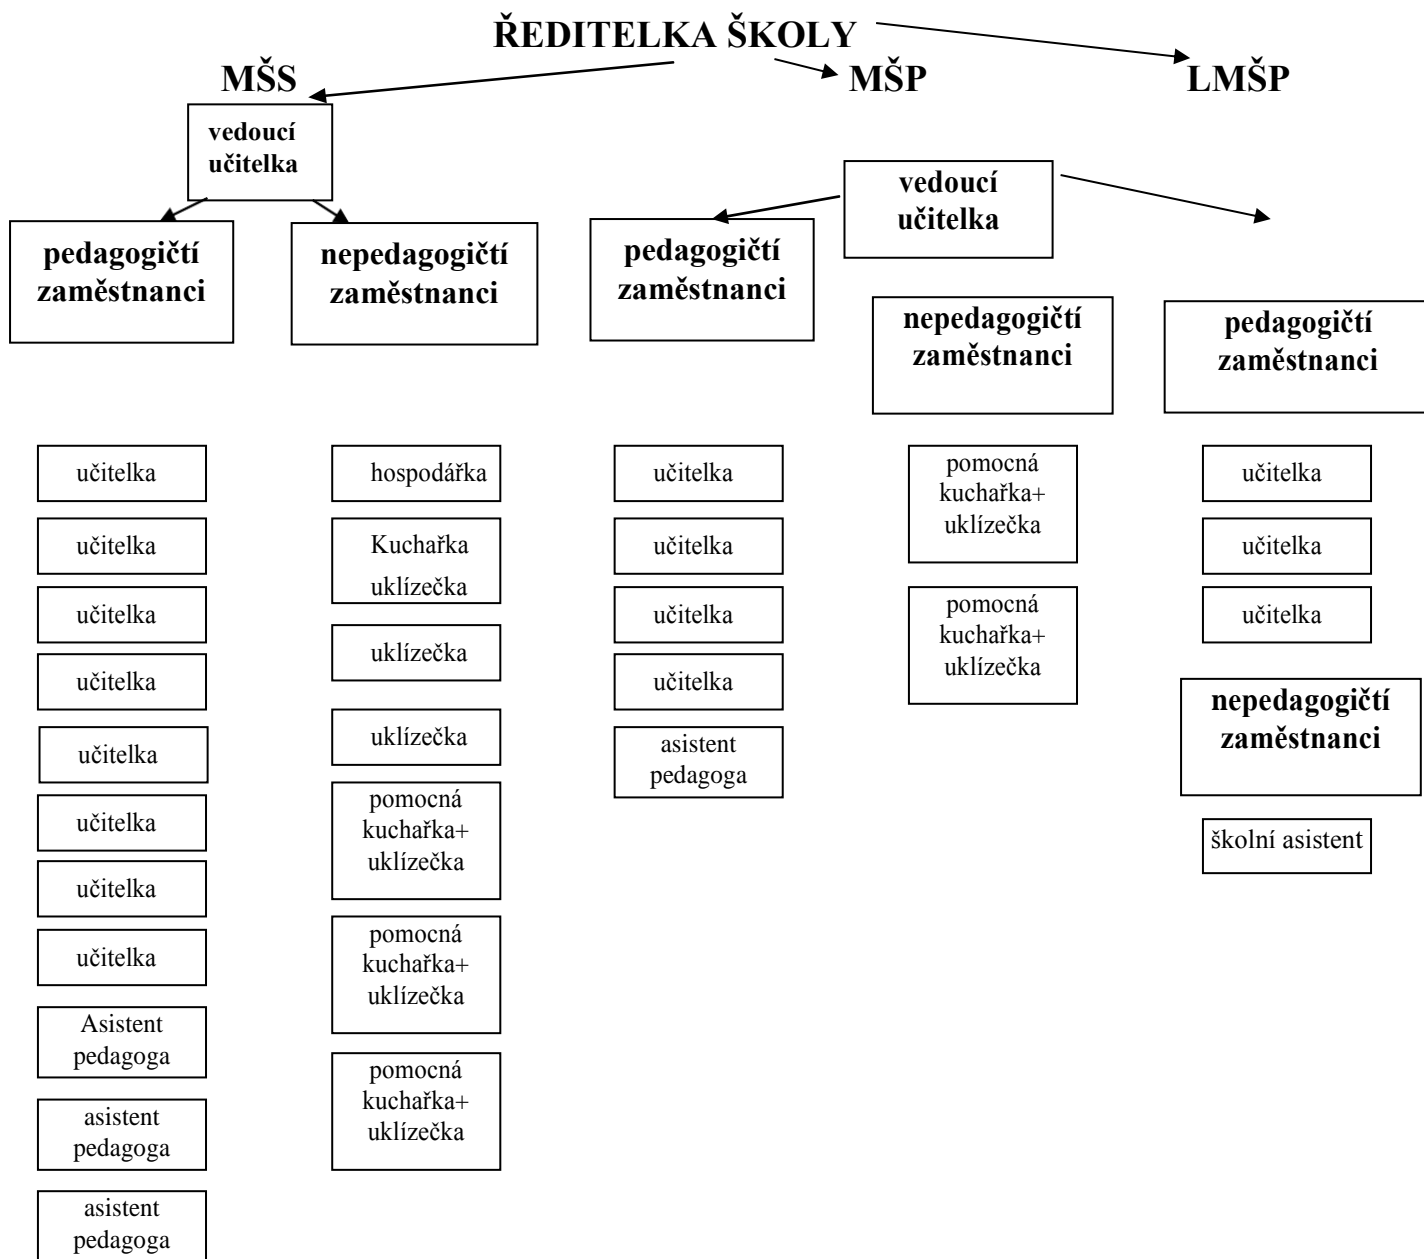 ŘEDITELKA ŠKOLY
MŠS
MŠP
LMŠP
vedoucí
učitelka
vedoucí
učitelka
pedagogičtí
zaměstnanci
nepedagogičtí
zaměstnanci
pedagogičtí
zaměstnanci
nepedagogičtí
zaměstnanci
pedagogičtí
zaměstnanci
učitelka
učitelka
učitelka
učitelka
učitelka
učitelka
učitelka
učitelka
Asistent
pedagoga
asistent
pedagoga
asistent
pedagoga
hospodářka
Kuchařka
uklízečka
uklízečka
uklízečka
pomocná
kuchařka+
uklízečka
pomocná
kuchařka+
uklízečka
pomocná
kuchařka+
uklízečka
učitelka
učitelka
učitelka
učitelka
asistent
pedagoga
pomocná
kuchařka+
uklízečka
pomocná
kuchařka+
uklízečka
učitelka
učitelka
učitelka
nepedagogičtí
zaměstnanci
školní asistent